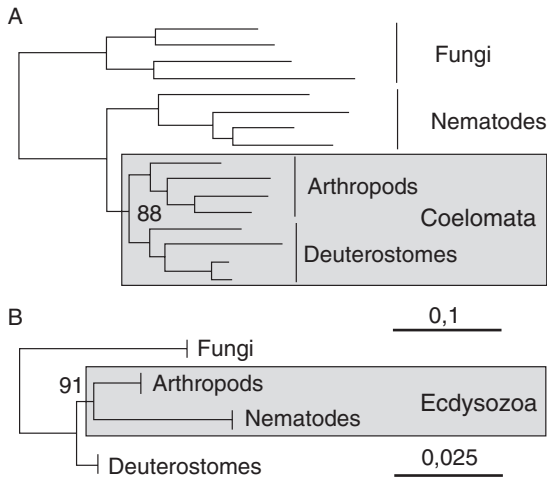 A
Fungi
Nematodes
Arthropods
88
Coelomata
Deuterostomes
B
0,1
Fungi
91
Arthropods
Ecdysozoa
Nematodes
Deuterostomes
0,025